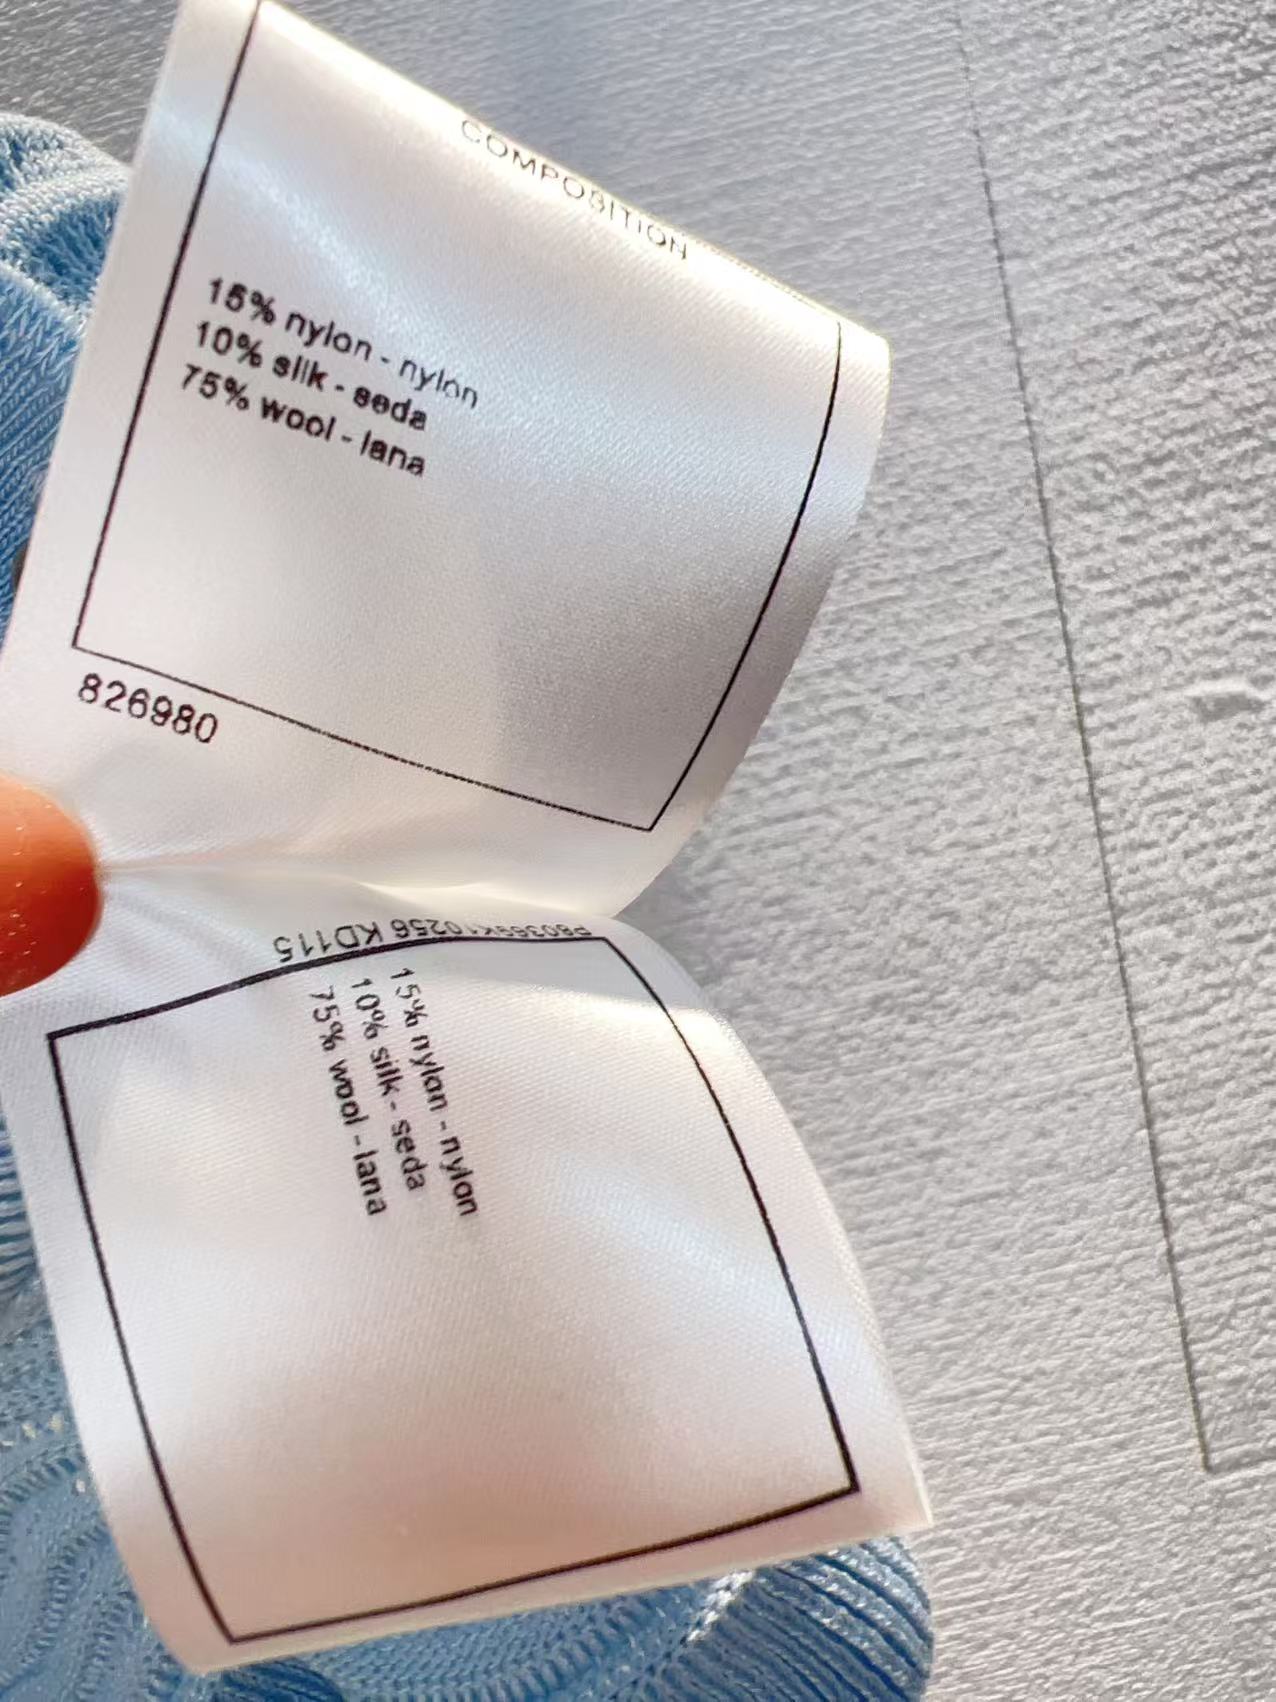 COMPOSITION
15% nylon - nylon
10% silk - seda
75% wool - lana
826980
P80369K10256 KD115
15% nylon - nylon
10% silk - seda
75% wool - lana